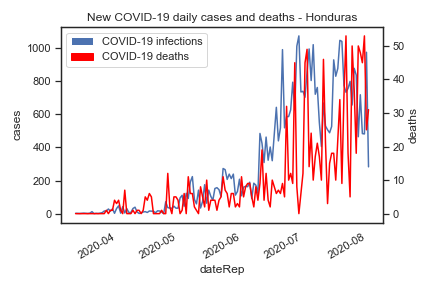 New COVID-19 daily cases and deaths - Honduras
COVID-19 infections
COVID-19 deaths
1000
800
600
400
200
0
cases
50
40
30
20
10
0
deaths
2020-04
2020-05
2020-06
2020-07
2020-08
dateRep